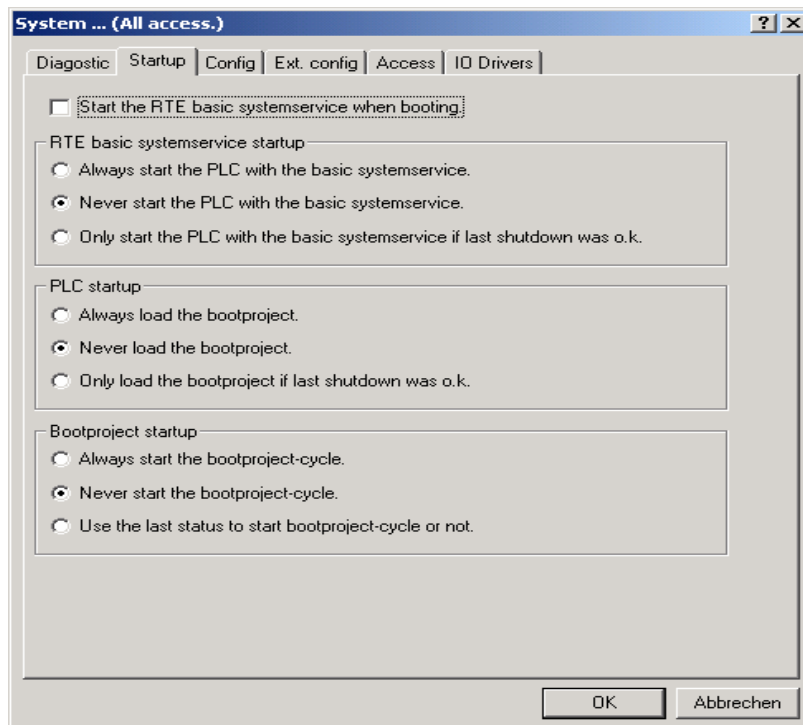 System ... (All access.)
Diagostic Startup Config Ext. config Access IO Drivers
Start the RTE basic systemservice when booting.
RTE basic systemservice startup
Always start the PLC with the basic systemservice.
Never start the PLC with the basic systemservice.
Only start the PLC with the basic systemservice if last shutdown was o.k.
PLC startup
Always load the bootproject.
Never load the bootproject.
Only load the bootproject if last shutdown was o.k.
Bootproject startup
Always start the bootproject-cycle.
Never start the bootproject-cycle.
Use the last status to start bootproject-cycle or not.
OK Abbrechen